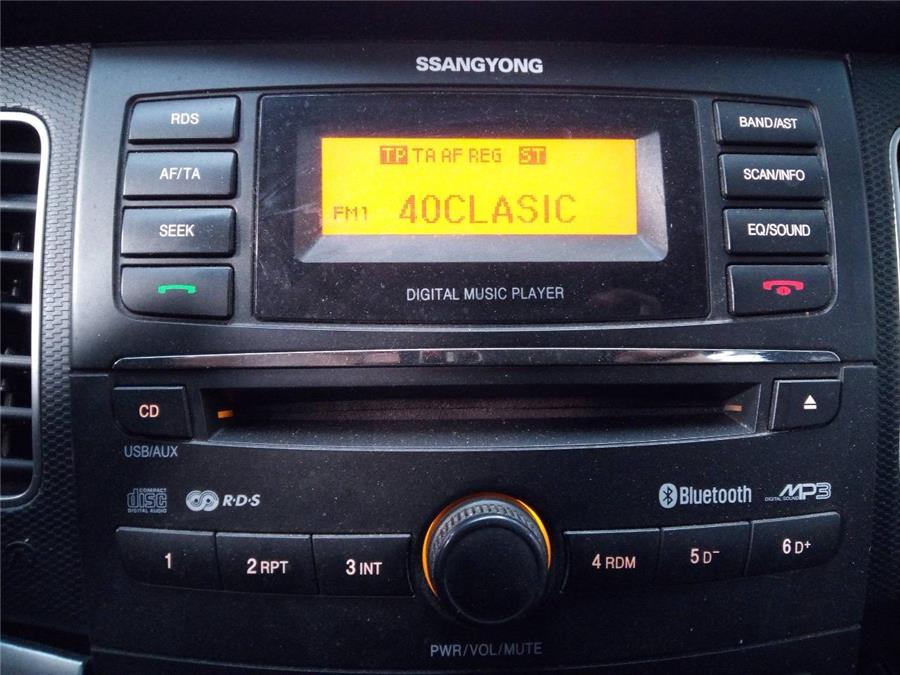 SSANGYONG
RDS
BAND/AST
TP TA AF REG ST
AF/TA
SCAN/INFO
FM1 40CLASIC
SEEK
EQ/SOUND
DIGITAL MUSIC PLAYER
CD
USB/AUX
COMPACT
disc
DIGITAL AUDIO
R·D·S
Bluetooth
DIGITAL SOUND MP3
1
2 RPT
3 INT
4 RDM
5 D-
6 D+
PWR/VOL/MUTE